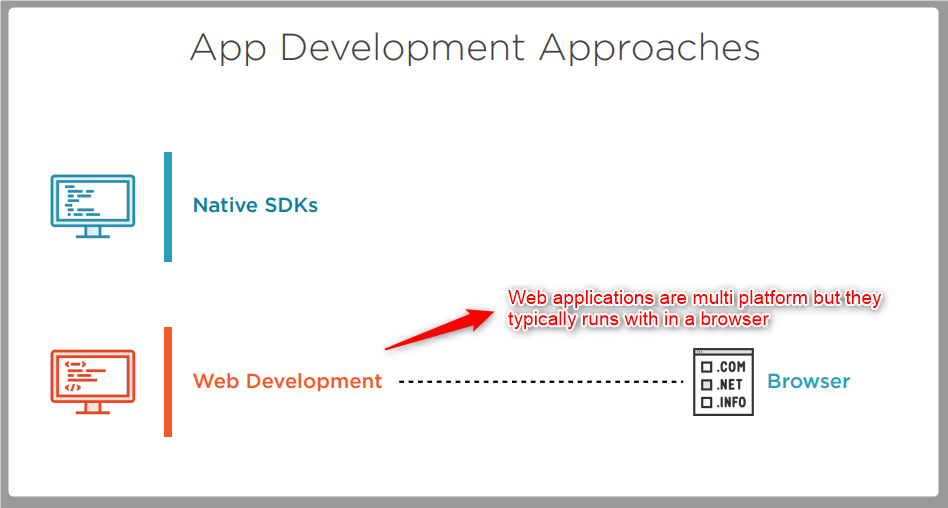 App Development Approaches
Native SDKs
Web applications are multi platform but they
typically runs with in a browser
<—>
</>
Web Development
.COM
.NET
.INFO
Browser